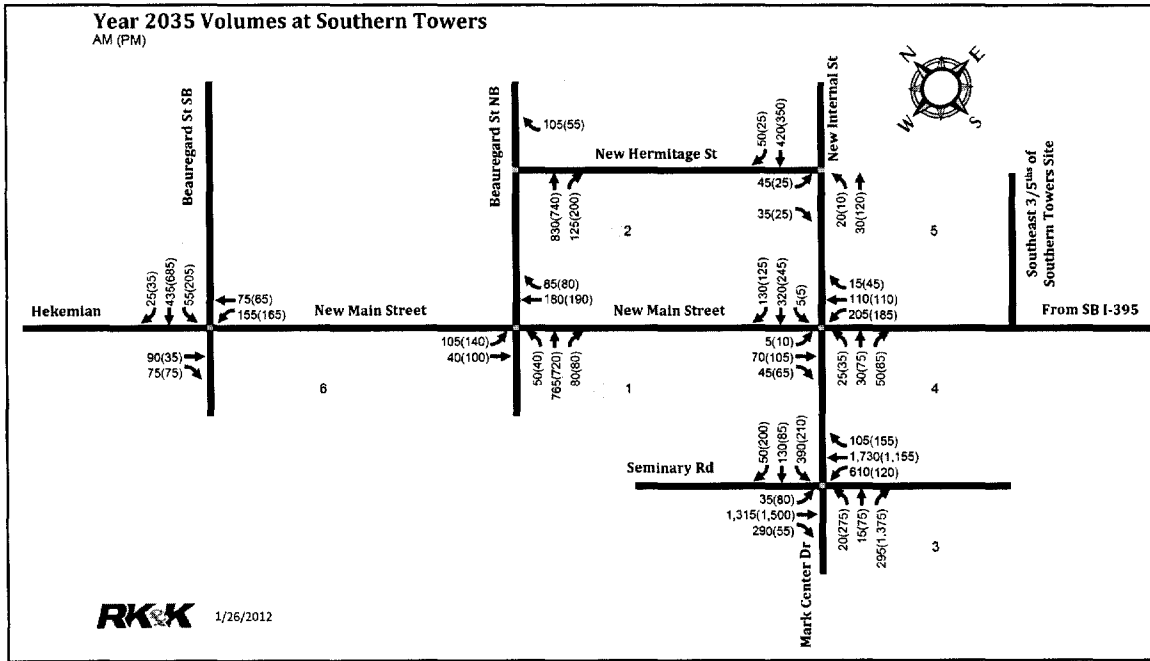 Year 2035 Volumes at Southern Towers
AM (PM)
N
E
W
S
Beauregard St SB
Beauregard St NB
New Internal St
105(55)
50(25)
420(350)
New Hermitage St
45(25)
830(740)
125(200)
35(25)
20(10)
30(120)
2
5
Southeast 3/5ths of
Southern Towers Site
25(35)
435(685)
55(205)
75(65)
155(165)
65(80)
180(190)
130(125)
320(245)
5(5)
15(45)
110(110)
205(185)
Hekemian
New Main Street
New Main Street
From SB I-395
90(35)
75(75)
105(140)
40(100)
50(40)
765(720)
80(80)
5(10)
70(105)
45(65)
25(35)
30(75)
50(65)
6
1
4
50(200)
130(85)
390(210)
105(155)
1,730(1,155)
610(120)
Seminary Rd
35(80)
1,315(1,500)
290(55)
20(275)
15(75)
295(1,375)
3
Mark Center Dr
RK&K
1/26/2012